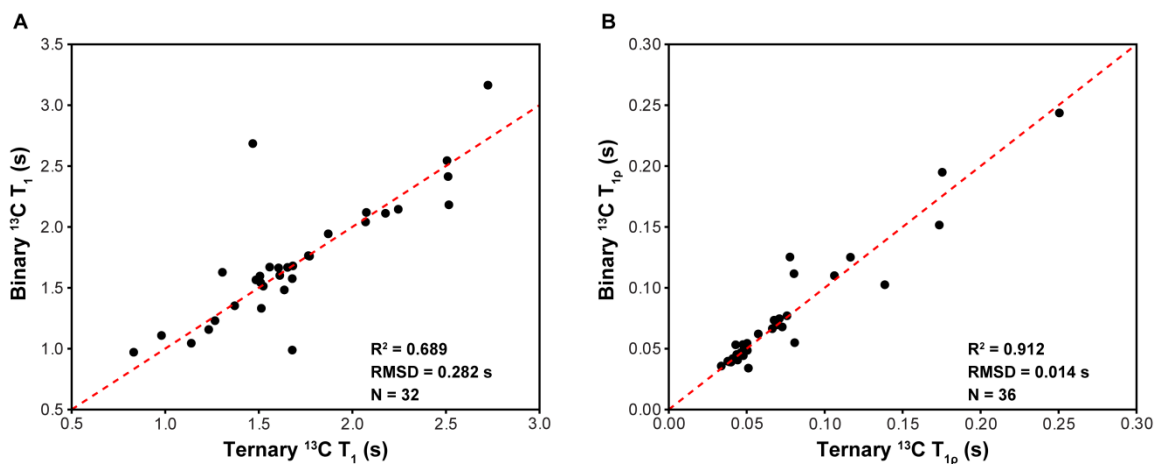 A
3.5
3.0
2.5
2.0
1.5
1.0
0.5
0.5
1.0
1.5
2.0
2.5
3.0
Binary ¹³C T₁ (s)
Ternary ¹³C T₁ (s)
R² = 0.689
RMSD = 0.282 s
N = 32
B
0.30
0.25
0.20
0.15
0.10
0.05
0.00
0.00
0.05
0.10
0.15
0.20
0.25
0.30
Binary ¹³C T₁ᵨ (s)
Ternary ¹³C T₁ᵨ (s)
R² = 0.912
RMSD = 0.014 s
N = 36